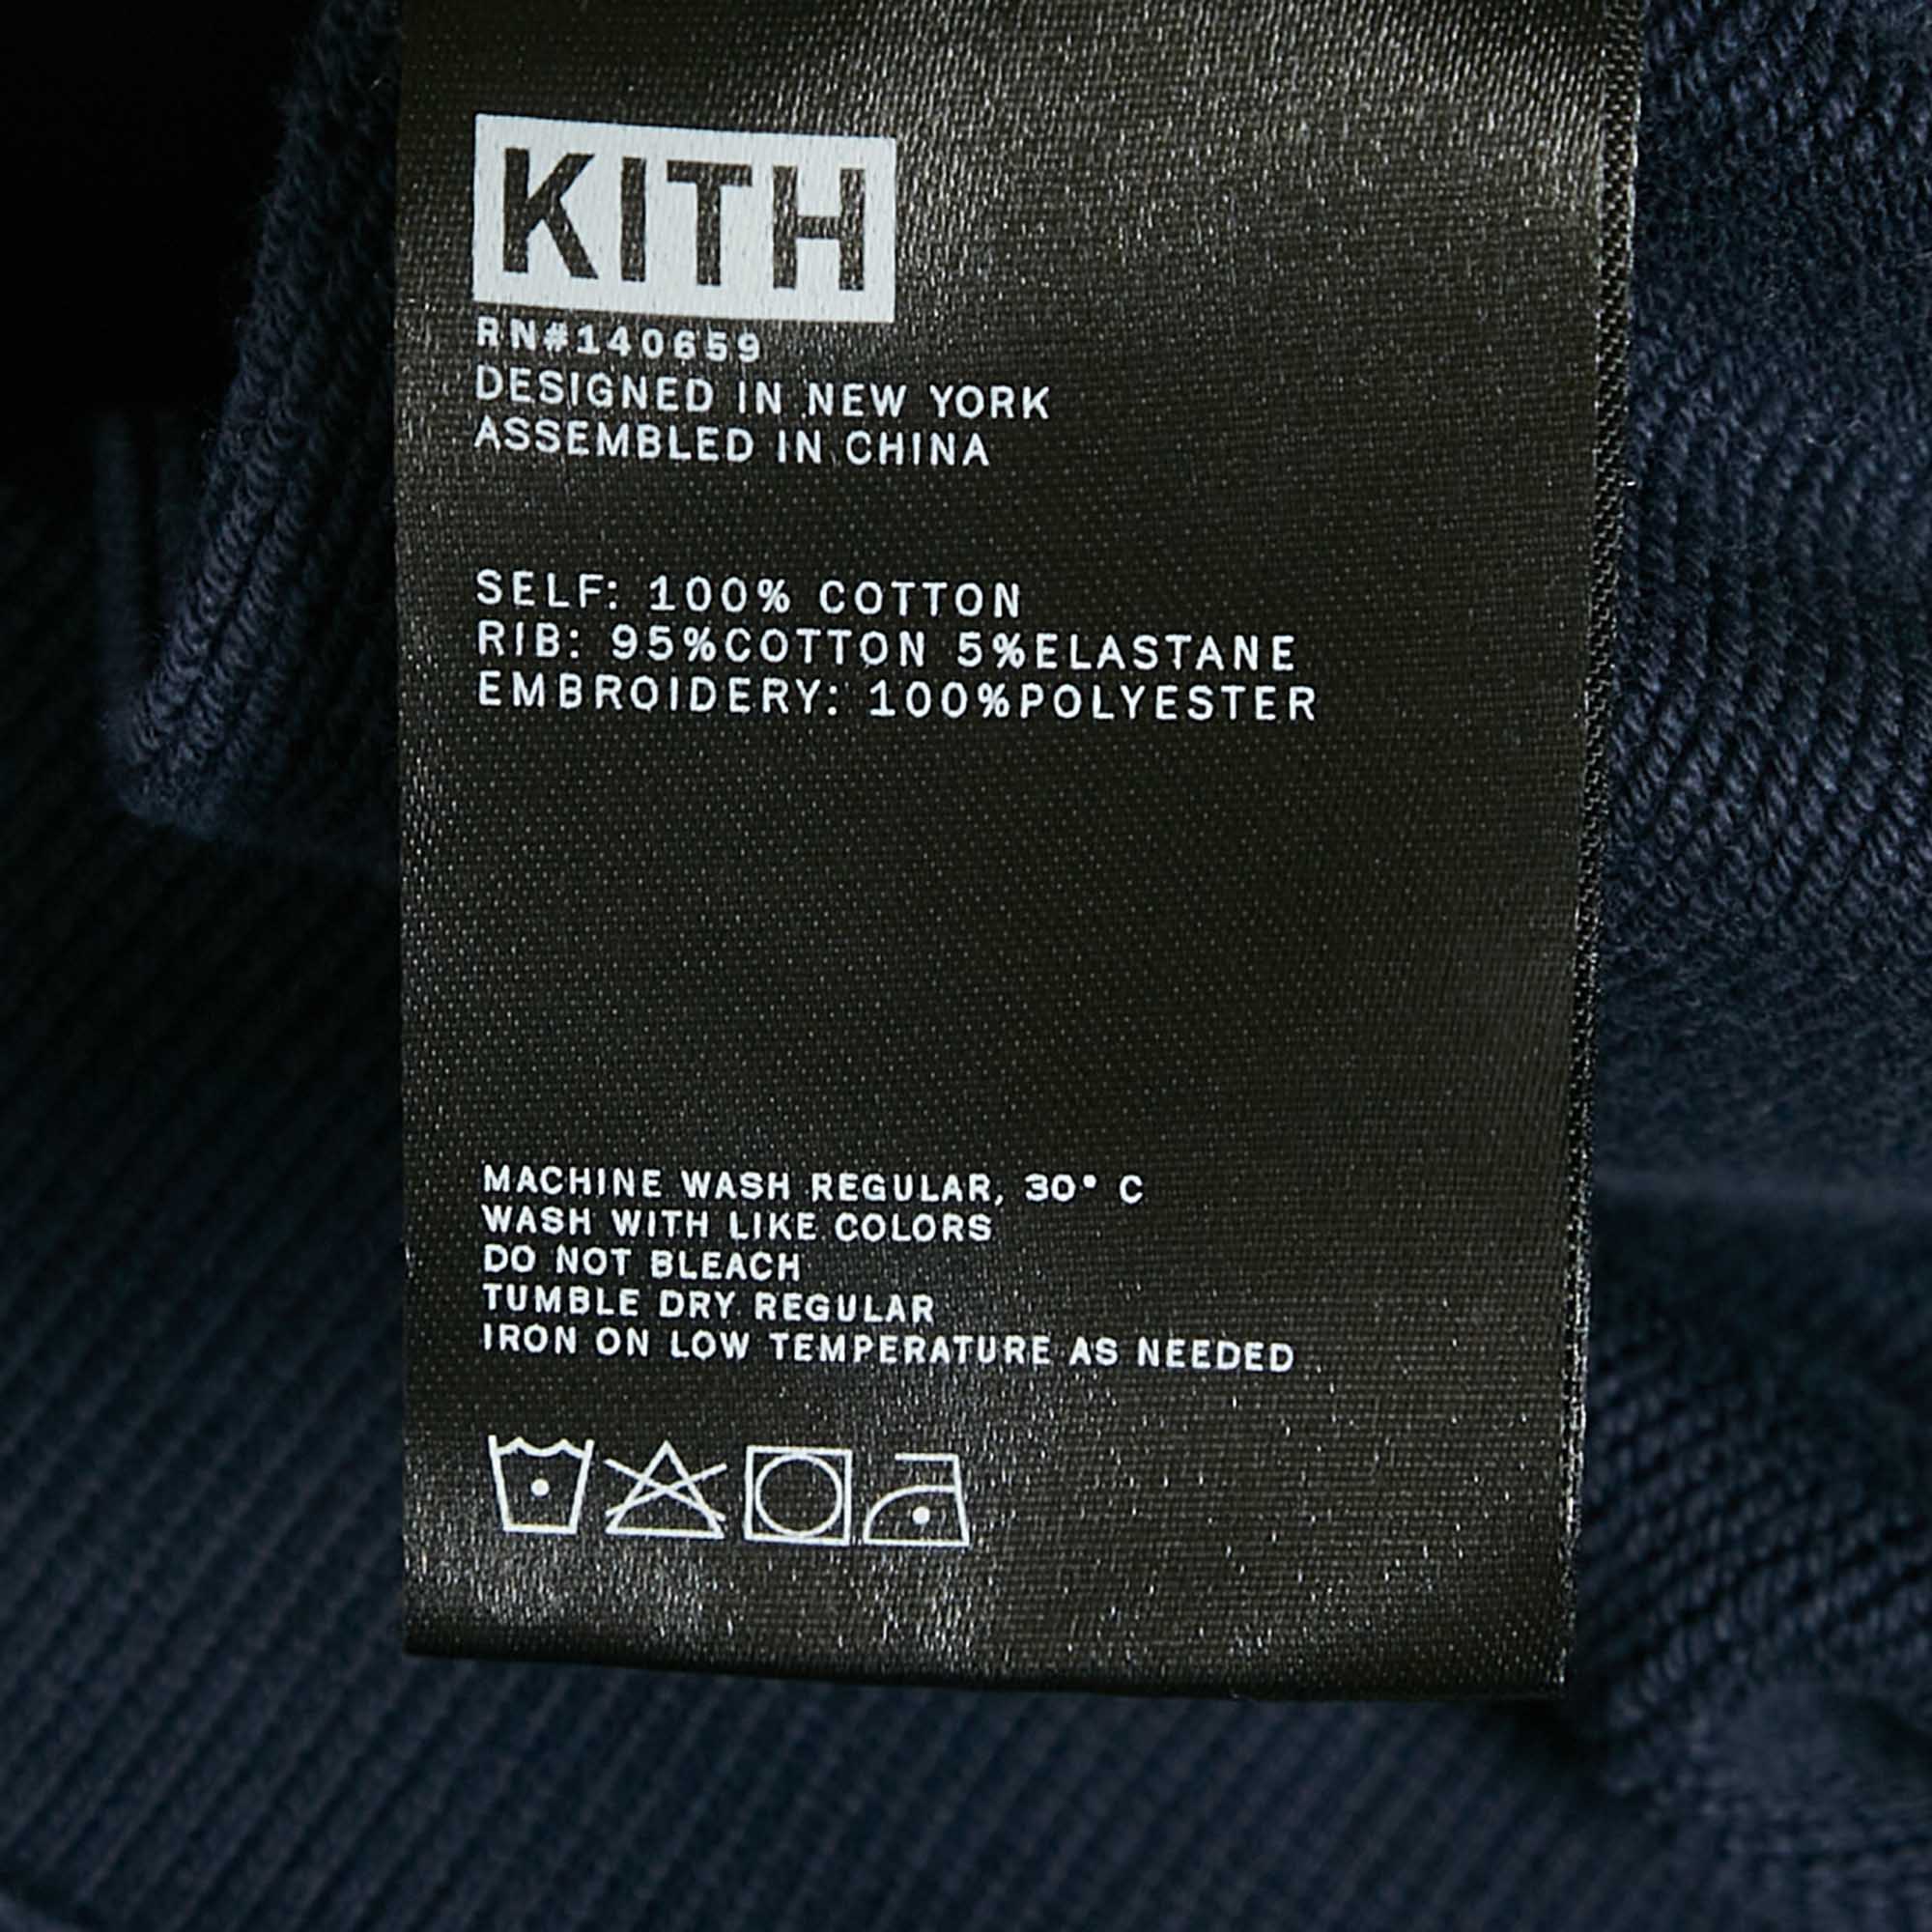 KITH
RN#140659
DESIGNED IN NEW YORK
ASSEMBLED IN CHINA
SELF: 100% COTTON
RIB: 95%COTTON 5%ELASTANE
EMBROIDERY: 100%POLYESTER
MACHINE WASH REGULAR, 30° C
WASH WITH LIKE COLORS
DO NOT BLEACH
TUMBLE DRY REGULAR
IRON ON LOW TEMPERATURE AS NEEDED